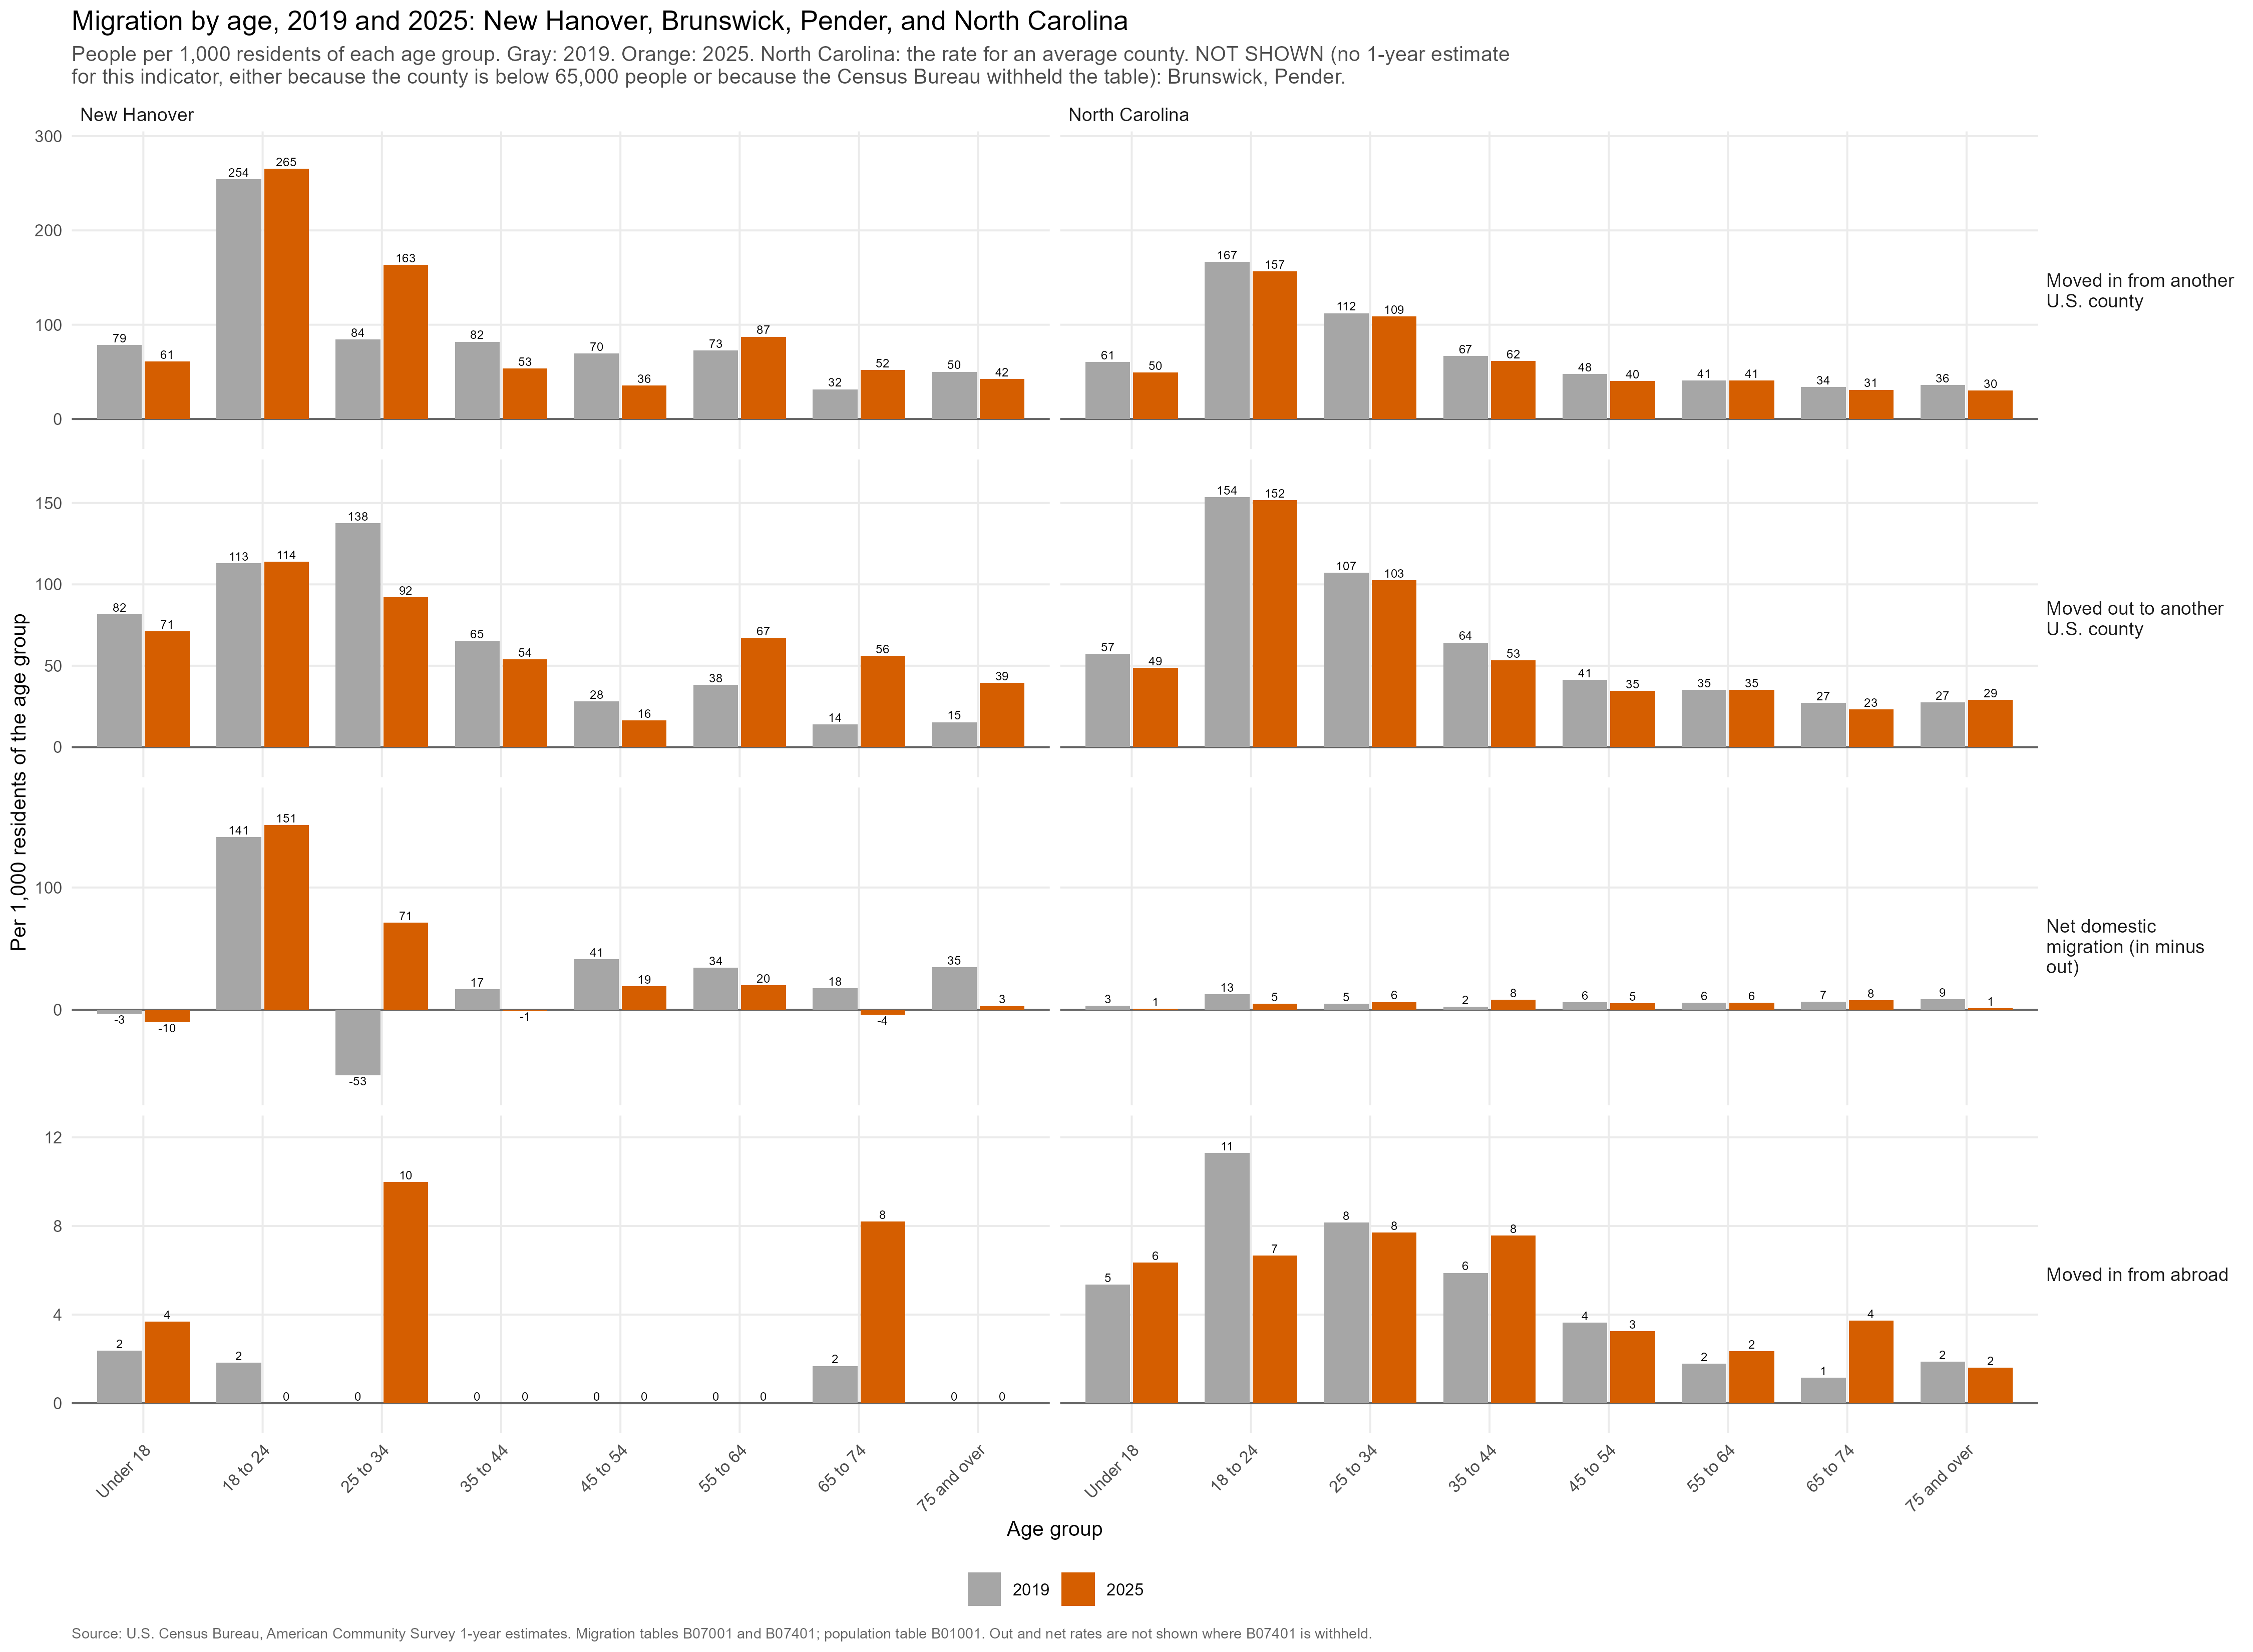 Migration by age, 2019 and 2025: New Hanover, Brunswick, Pender, and North Carolina
People per 1,000 residents of each age group. Gray: 2019. Orange: 2025. North Carolina: the rate for an average county. NOT SHOWN (no 1-year estimate
for this indicator, either because the county is below 65,000 people or because the Census Bureau withheld the table): Brunswick, Pender.
New Hanover
North Carolina
Per 1,000 residents of the age group
300
200
100
0
79 61 254 265 84 163 82 53 70 36 73 87 32 52 50 42
61 50 167 157 112 109 67 62 48 40 41 41 34 31 36 30
Moved in from another
U.S. county
150
100
50
0
82 71 113 114 138 92 65 54 28 16 38 67 14 56 15 39
57 49 154 152 107 103 64 53 41 35 35 35 27 23 27 29
Moved out to another
U.S. county
100
0
-3 -10 141 151 -53 71 17 -1 41 19 34 20 18 -4 35 3
3 1 13 5 5 6 2 8 6 5 6 6 7 8 9 1
Net domestic
migration (in minus
out)
12
8
4
0
2 4 2 0 0 10 0 0 0 0 0 0 2 8 0 0
5 6 11 7 8 8 6 8 4 3 2 2 1 4 2 2
Moved in from abroad
Under 18 18 to 24 25 to 34 35 to 44 45 to 54 55 to 64 65 to 74 75 and over
Under 18 18 to 24 25 to 34 35 to 44 45 to 54 55 to 64 65 to 74 75 and over
Age group
2019 2025
Source: U.S. Census Bureau, American Community Survey 1-year estimates. Migration tables B07001 and B07401; population table B01001. Out and net rates are not shown where B07401 is withheld.